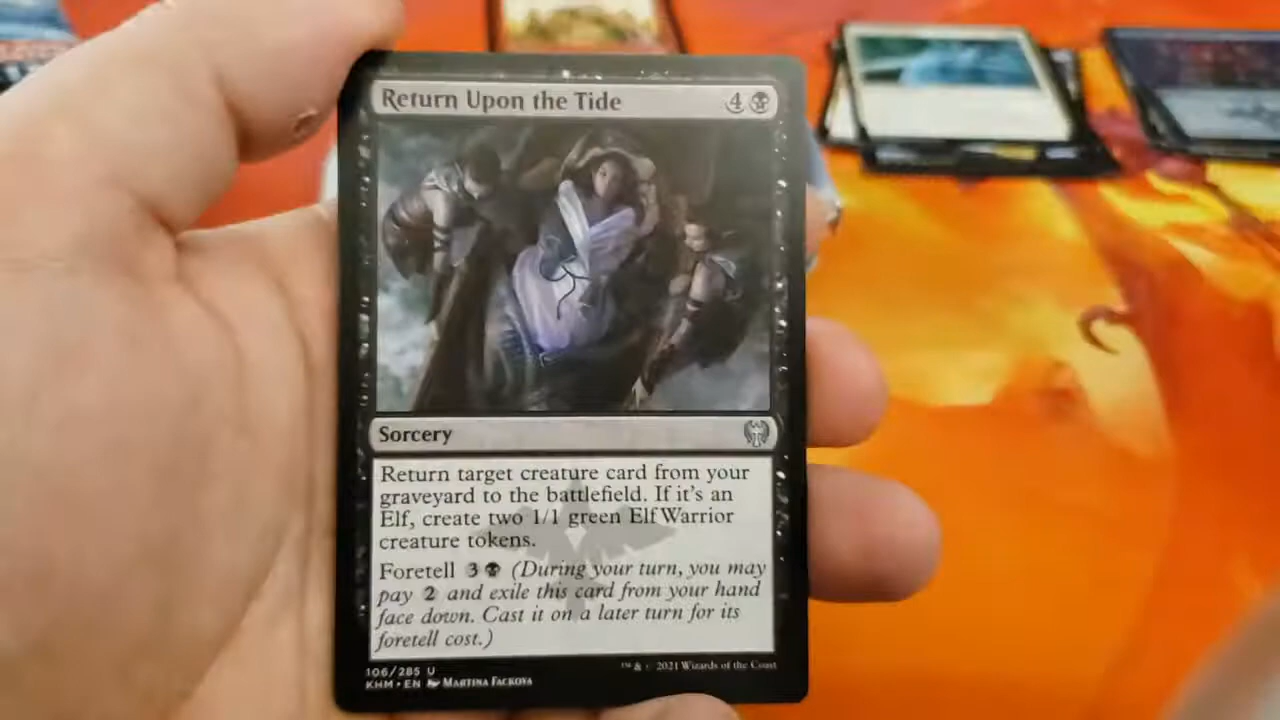 Return Upon the Tide 4
Sorcery
Return target creature card from your
graveyard to the battlefield. If it's an
Elf, create two 1/1 green Elf Warrior
creature tokens.
Foretell 3 (During your turn, you may
pay 2 and exile this card from your hand
face down. Cast it on a later turn for its
foretell cost.)
106/285 U
KHM • EN Martina Fackova
™ & © 2021 Wizards of the Coast